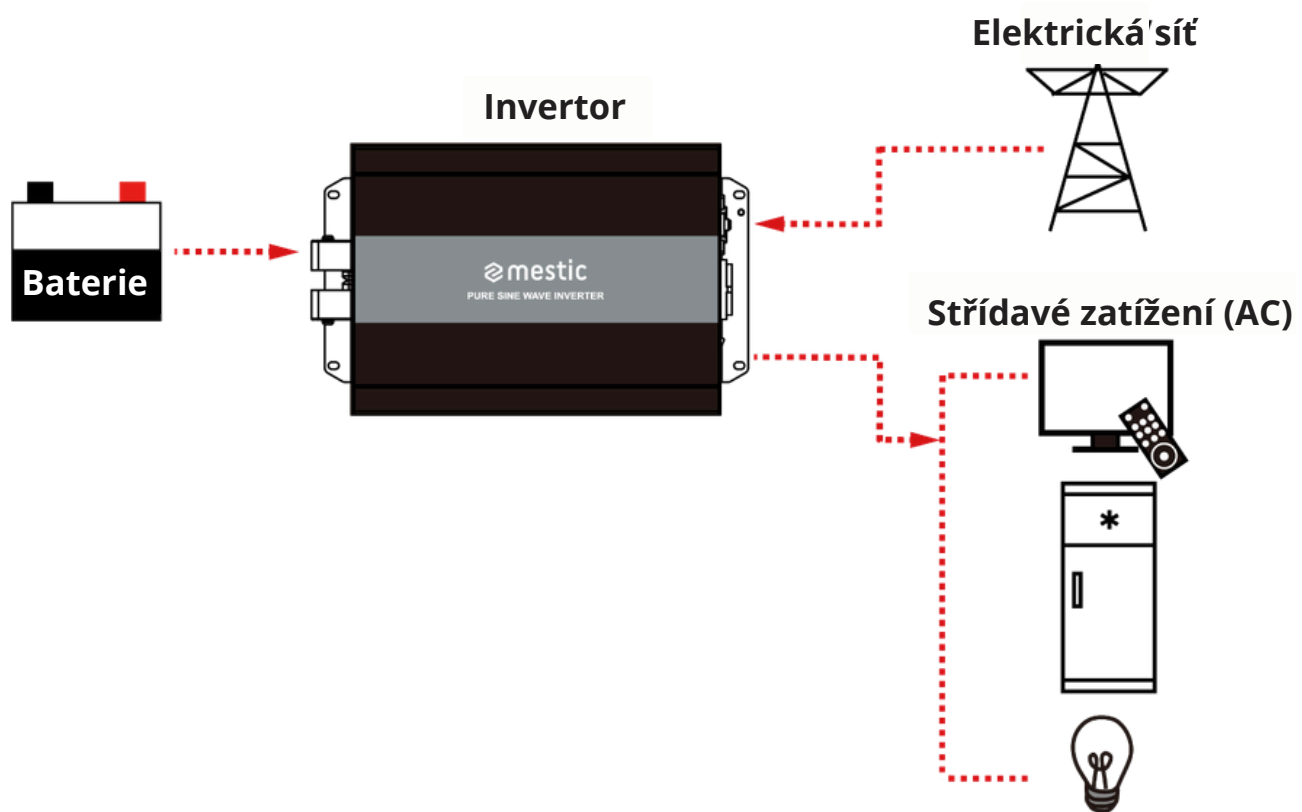 Elektrická síť
Invertor
Baterie
mestic
PURE SINE WAVE INVERTER
Střídavé zatížení (AC)